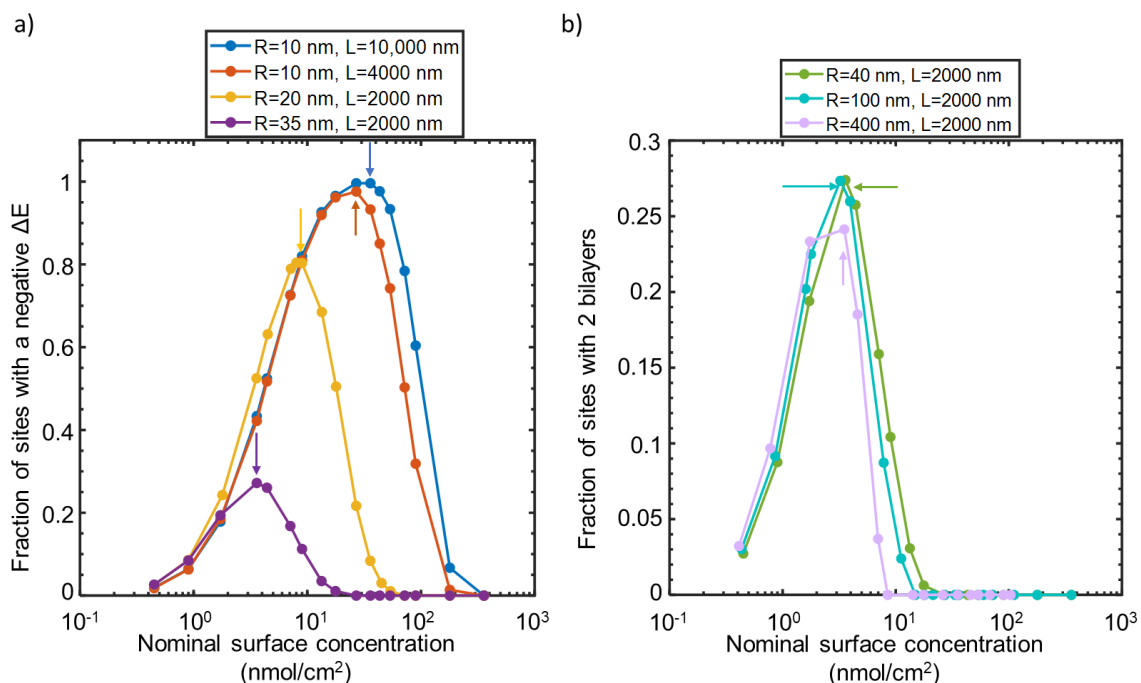 a)
R=10 nm, L=10,000 nm
R=10 nm, L=4000 nm
R=20 nm, L=2000 nm
R=35 nm, L=2000 nm
Fraction of sites with a negative ΔE
1
0.8
0.6
0.4
0.2
0
10⁻¹ 10⁰ 10¹ 10² 10³
Nominal surface concentration
(nmol/cm²)
b)
R=40 nm, L=2000 nm
R=100 nm, L=2000 nm
R=400 nm, L=2000 nm
Fraction of sites with 2 bilayers
0.3
0.25
0.2
0.15
0.1
0.05
0
10⁻¹ 10⁰ 10¹ 10² 10³
Nominal surface concentration
(nmol/cm²)